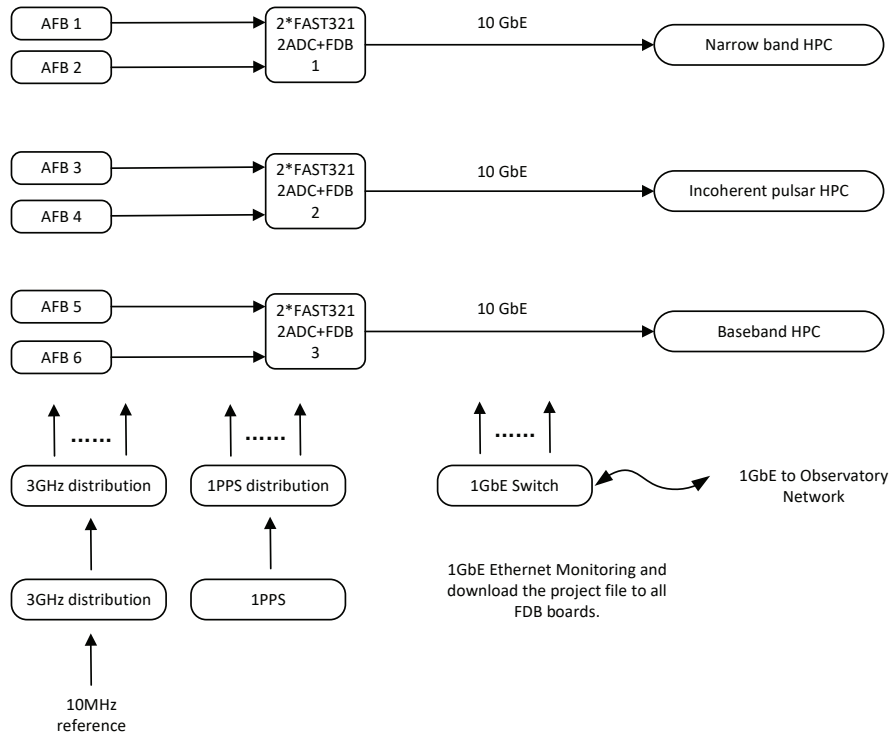 AFB 1
AFB 2
2*FAST321
2ADC+FDB
1
10 GbE
Narrow band HPC
AFB 3
AFB 4
2*FAST321
2ADC+FDB
2
10 GbE
Incoherent pulsar HPC
AFB 5
AFB 6
2*FAST321
2ADC+FDB
3
10 GbE
Baseband HPC
......
......
......
3GHz distribution
1PPS distribution
1GbE Switch
1GbE to Observatory
Network
3GHz distribution
1PPS
1GbE Ethernet Monitoring and
download the project file to all
FDB boards.
10MHz
reference